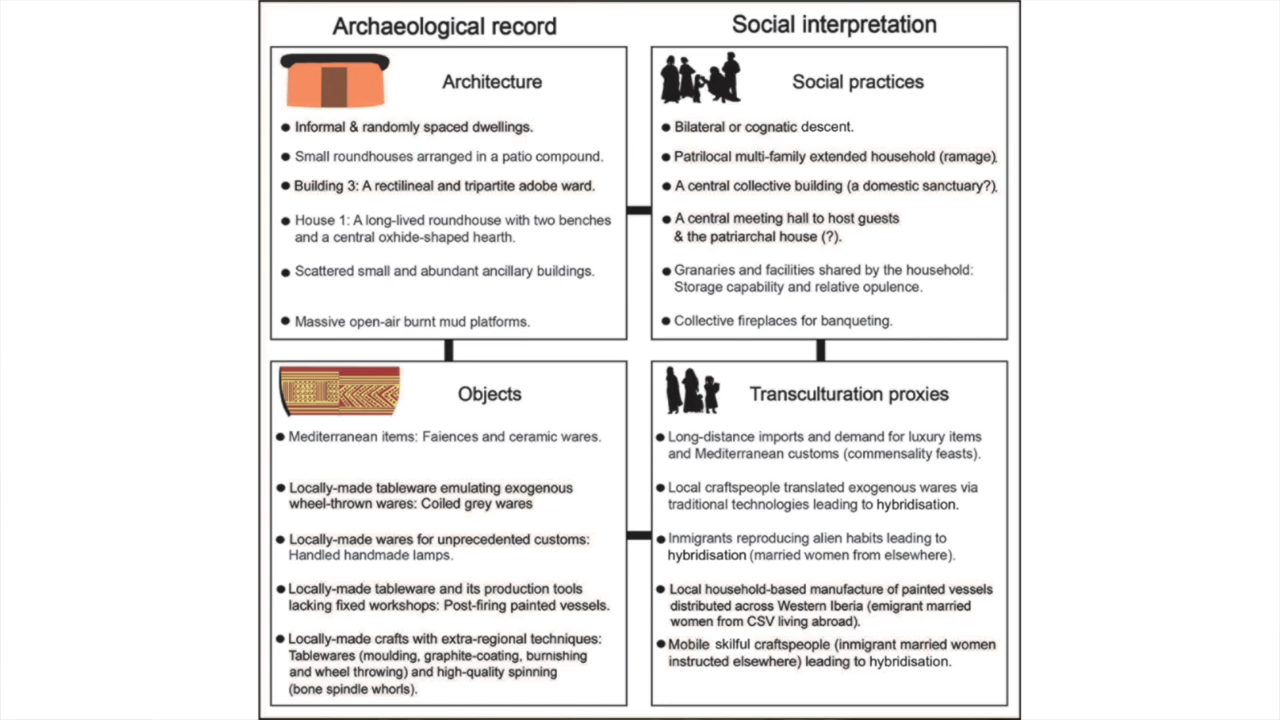 Archaeological record
Social interpretation
Architecture
● Informal & randomly spaced dwellings.
● Small roundhouses arranged in a patio compound.
● Building 3: A rectilineal and tripartite adobe ward.
● House 1: A long-lived roundhouse with two benches
and a central oxhide-shaped hearth.
● Scattered small and abundant ancillary buildings.
● Massive open-air burnt mud platforms.
Social practices
● Bilateral or cognatic descent.
● Patrilocal multi-family extended household (ramage).
● A central collective building (a domestic sanctuary?).
● A central meeting hall to host guests
& the patriarchal house (?).
● Granaries and facilities shared by the household:
Storage capability and relative opulence.
● Collective fireplaces for banqueting.
Objects
● Mediterranean items: Faiences and ceramic wares.
● Locally-made tableware emulating exogenous
wheel-thrown wares: Coiled grey wares
● Locally-made wares for unprecedented customs:
Handled handmade lamps.
● Locally-made tableware and its production tools
lacking fixed workshops: Post-firing painted vessels.
● Locally-made crafts with extra-regional techniques:
Tablewares (moulding, graphite-coating, burnishing
and wheel throwing) and high-quality spinning
(bone spindle whorls).
Transculturation proxies
● Long-distance imports and demand for luxury items
and Mediterranean customs (commensality feasts).
● Local craftspeople translated exogenous wares via
traditional technologies leading to hybridisation.
● Inmigrants reproducing alien habits leading to
hybridisation (married women from elsewhere).
● Local household-based manufacture of painted vessels
distributed across Western Iberia (emigrant married
women from CSV living abroad).
● Mobile skilful craftspeople (inmigrant married women
instructed elsewhere) leading to hybridisation.